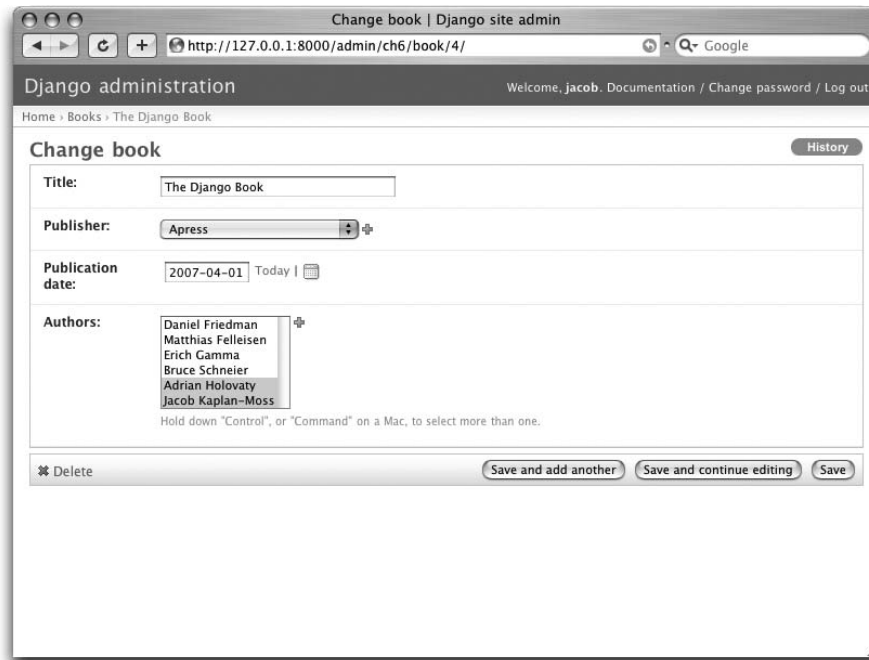 Change book | Django site admin
http://127.0.0.1:8000/admin/ch6/book/4/
Google
Django administration
Welcome, jacob. Documentation / Change password / Log out
Home › Books › The Django Book
Change book
History
Title:
The Django Book
Publisher:
Apress
Publication date:
2007-04-01
Today |
Authors:
Daniel Friedman
Matthias Felleisen
Erich Gamma
Bruce Schneier
Adrian Holovaty
Jacob Kaplan-Moss
Hold down "Control", or "Command" on a Mac, to select more than one.
Delete
Save and add another
Save and continue editing
Save